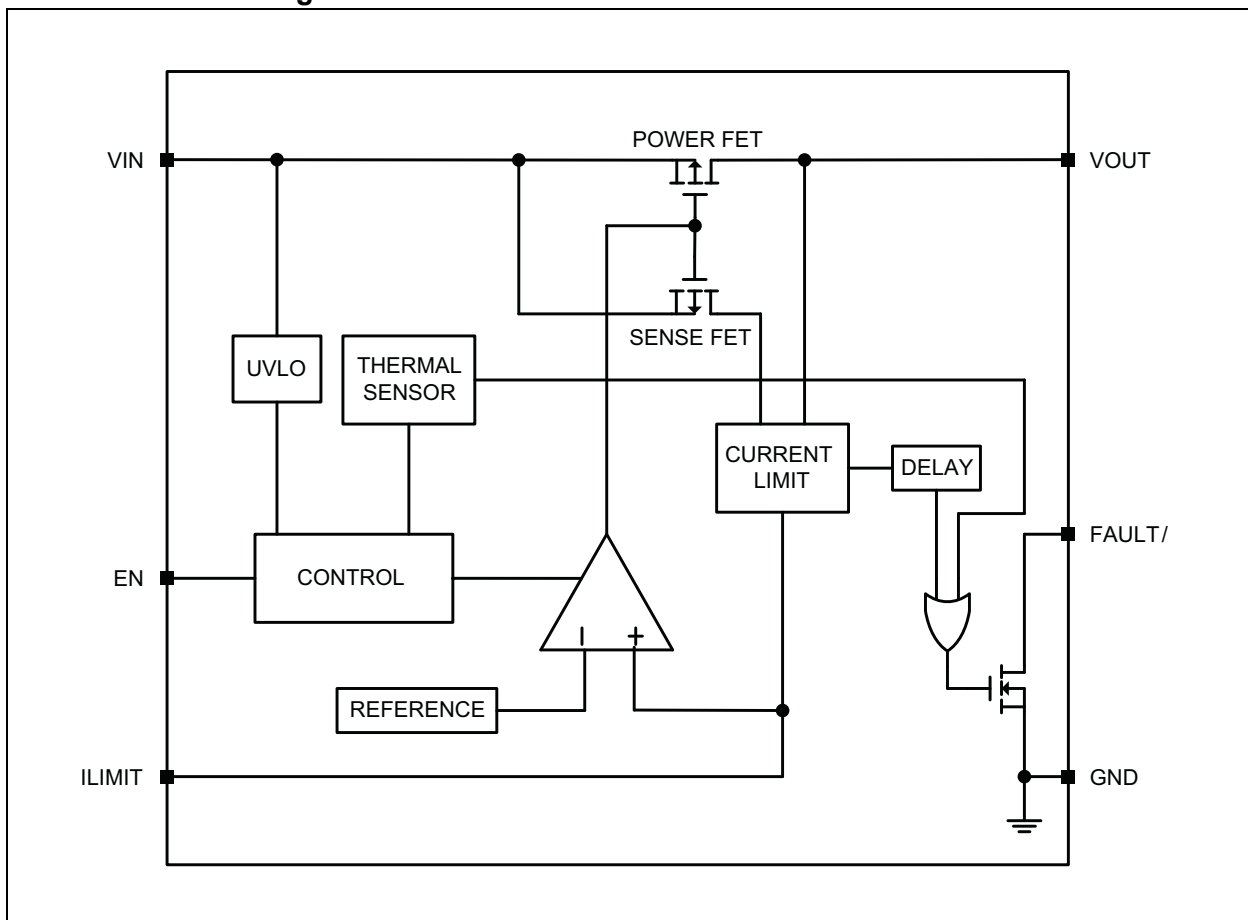 POWER FET
VIN
VOUT
SENSE FET
UVLO
THERMAL
SENSOR
CURRENT
LIMIT
DELAY
FAULT/
EN
CONTROL
− +
REFERENCE
ILIMIT
GND